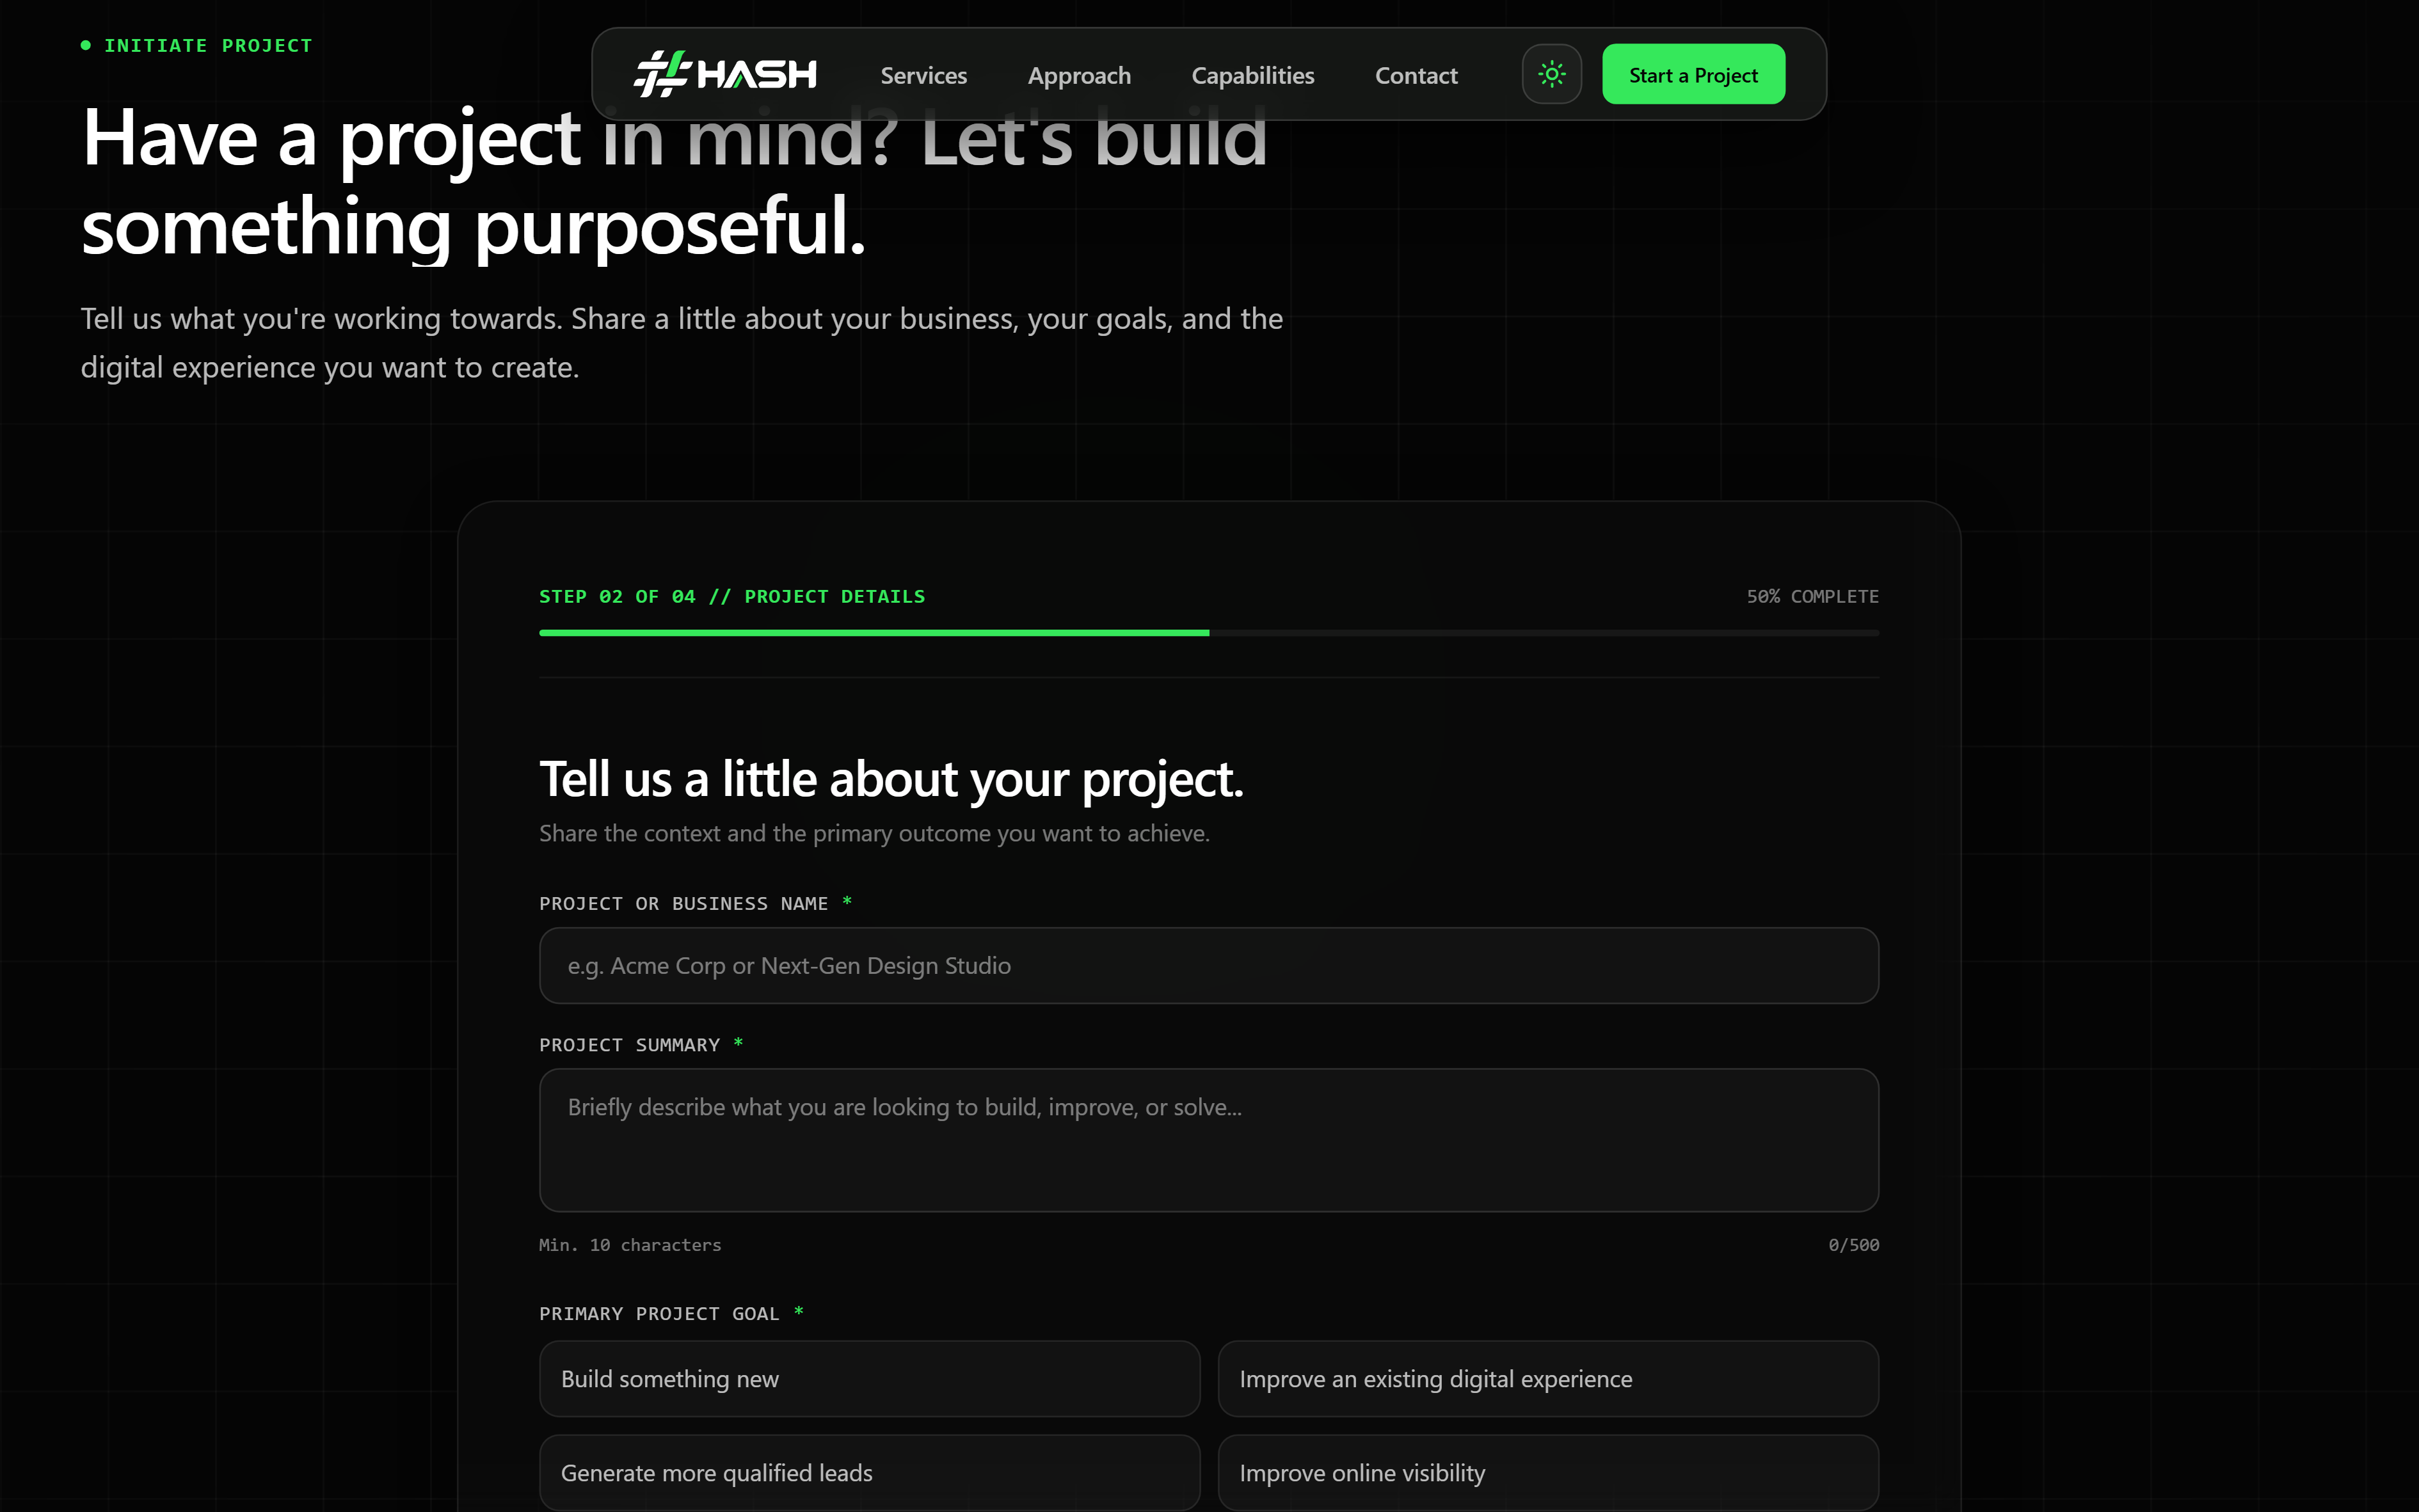 INITIATE PROJECT
HASH
Services
Approach
Capabilities
Contact
Start a Project
Have a project in mind? Let's build
something purposeful.
Tell us what you're working towards. Share a little about your business, your goals, and the
digital experience you want to create.
STEP 02 OF 04 // PROJECT DETAILS
50% COMPLETE
Tell us a little about your project.
Share the context and the primary outcome you want to achieve.
PROJECT OR BUSINESS NAME *
e.g. Acme Corp or Next-Gen Design Studio
PROJECT SUMMARY *
Briefly describe what you are looking to build, improve, or solve...
Min. 10 characters
0/500
PRIMARY PROJECT GOAL *
Build something new
Improve an existing digital experience
Generate more qualified leads
Improve online visibility